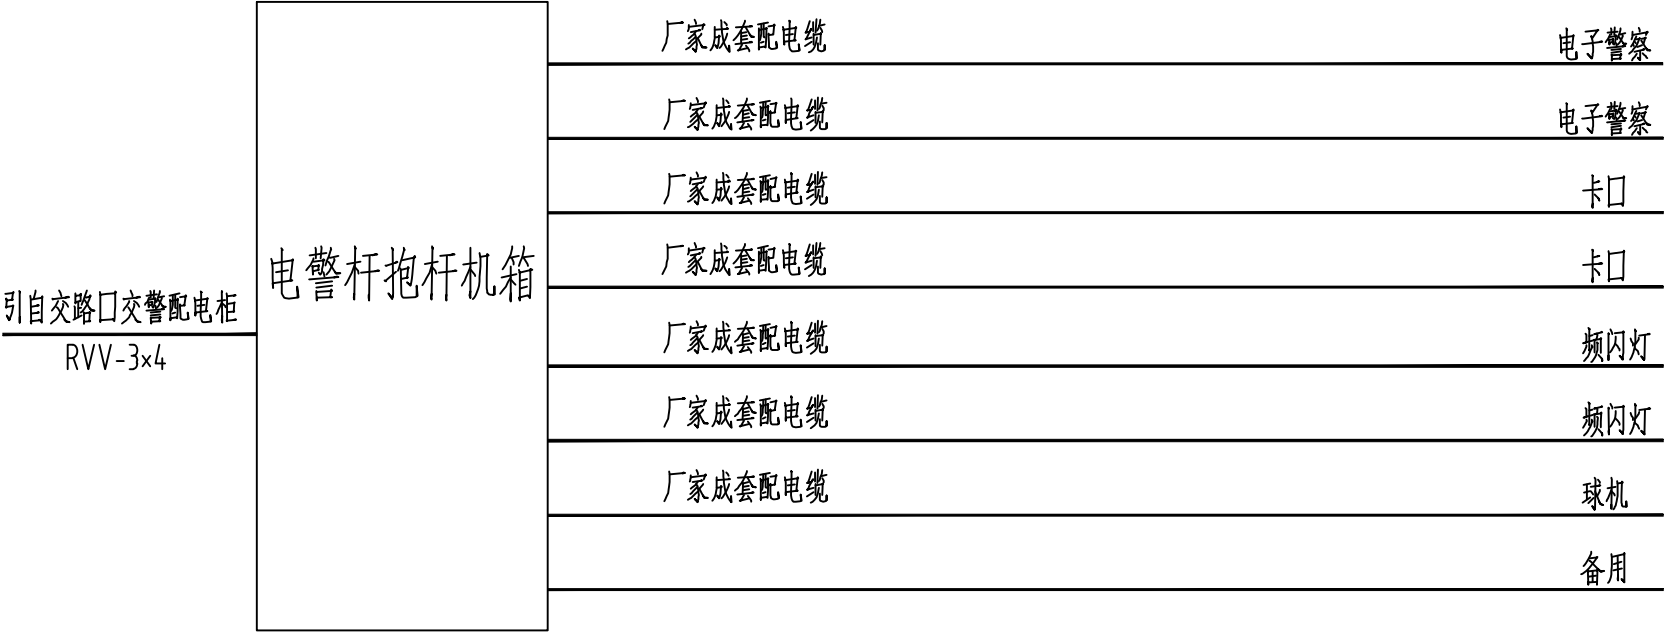 厂家成套配电缆 电子警察
厂家成套配电缆 电子警察
厂家成套配电缆 卡口
厂家成套配电缆 卡口
电警杆抱杆机箱
引自交路口交警配电柜
RVV-3x4
厂家成套配电缆 频闪灯
厂家成套配电缆 频闪灯
厂家成套配电缆 球机
备用